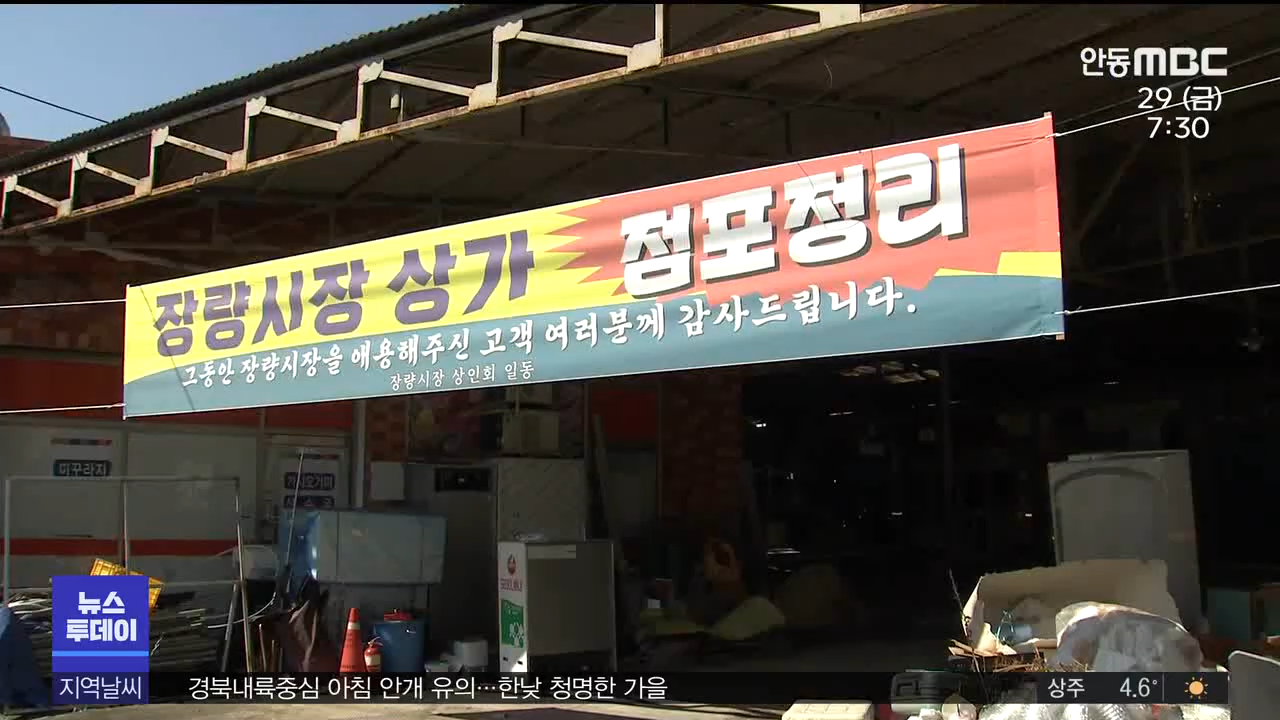 안동MBC
29 (금)
7:30
장량시장 상가 점포정리
그동안 장량시장을 애용해주신 고객 여러분께 감사드립니다.
장량시장 상인회 일동
미꾸라지
뉴스
투데이
지역날씨 경북내륙중심 아침 안개 유의…한낮 청명한 가을 상주 4.6°